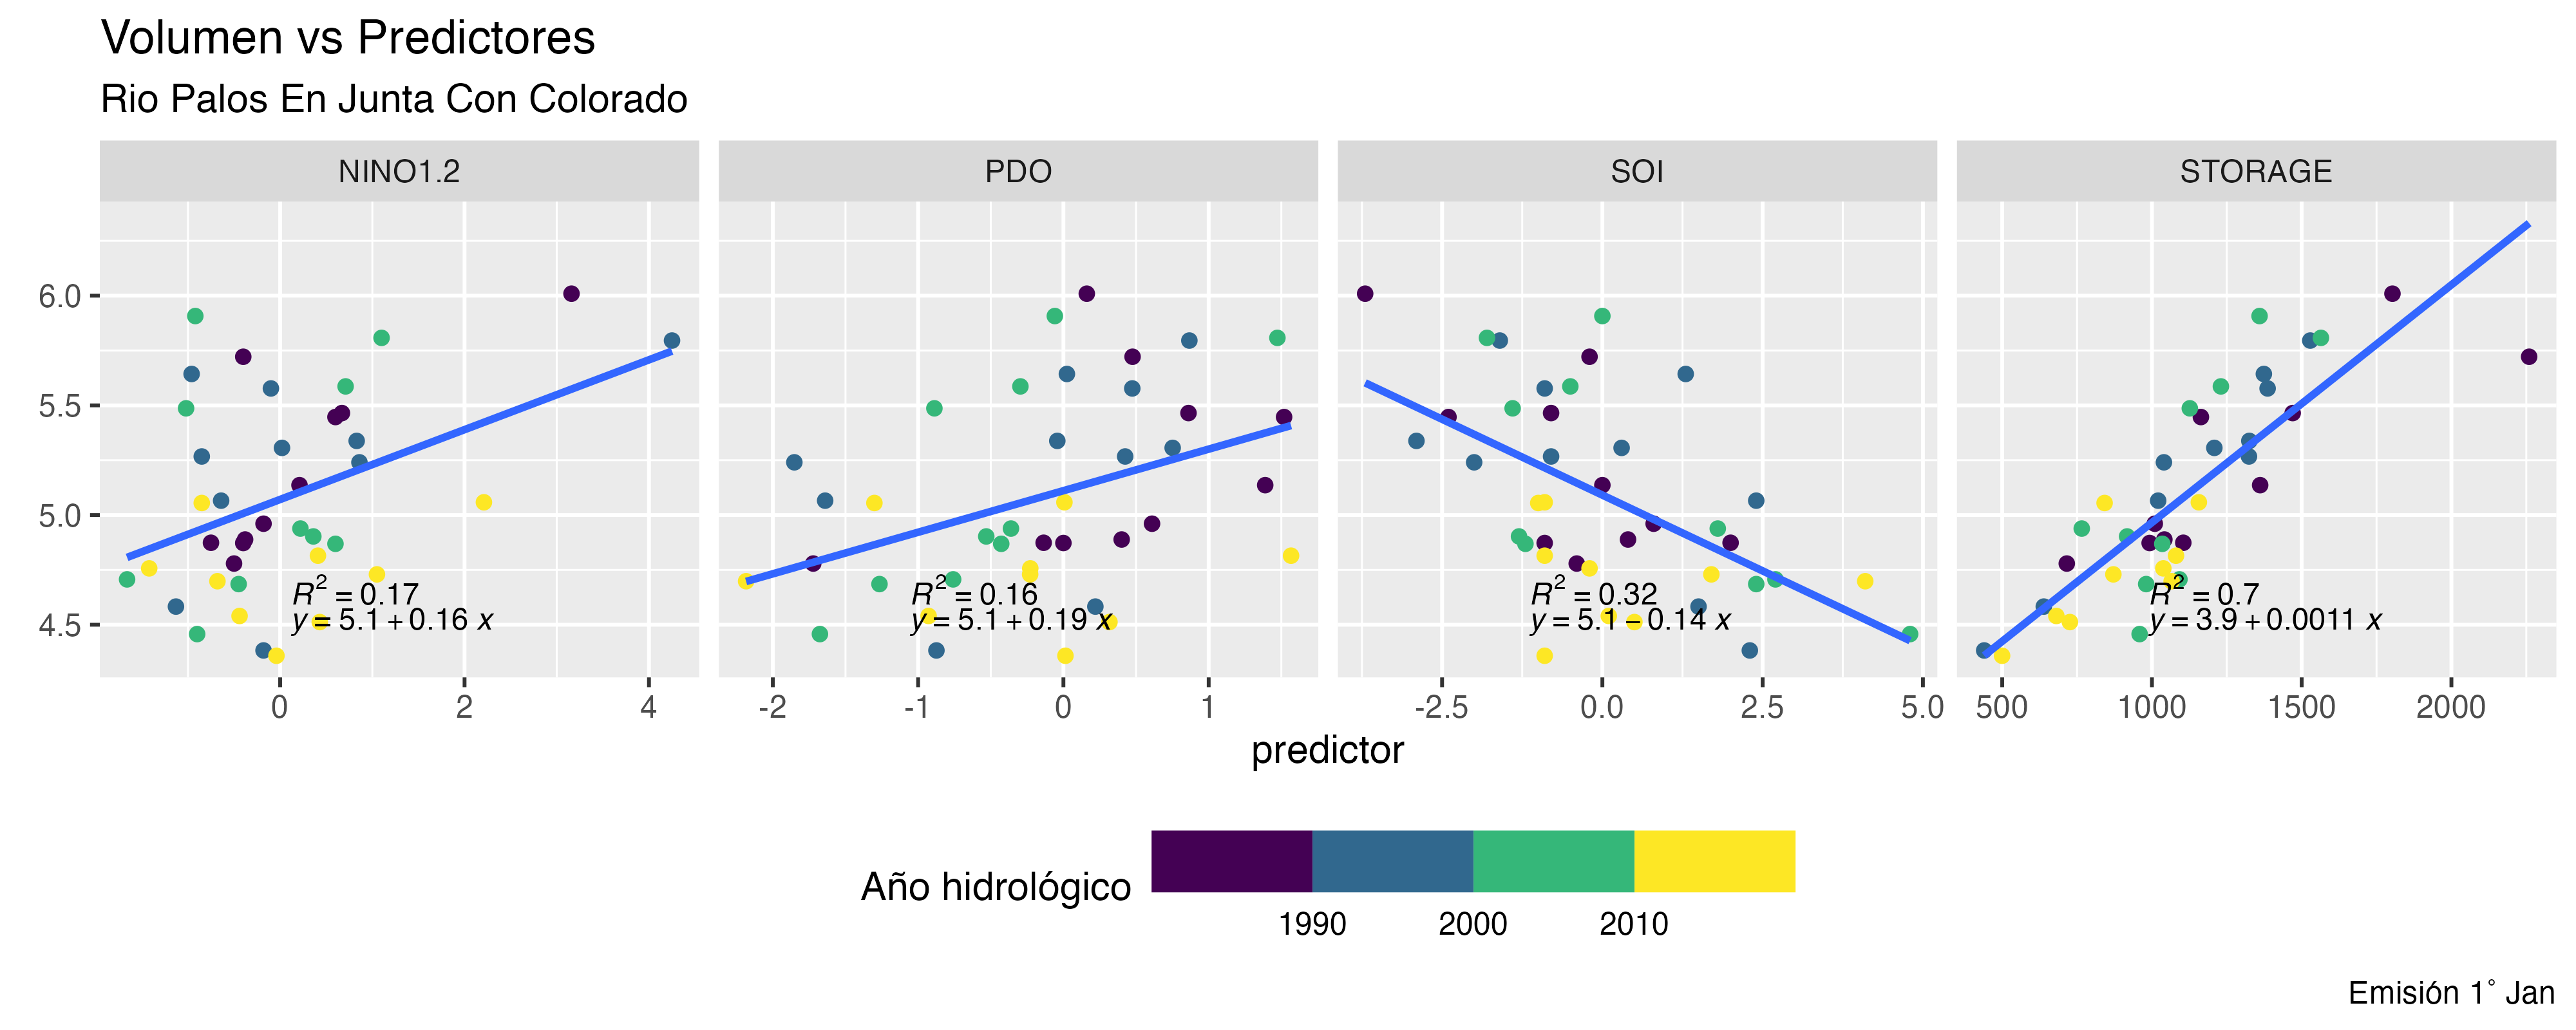 Volumen vs Predictores
Rio Palos En Junta Con Colorado
NINO1.2 PDO SOI STORAGE
6.0
5.5
5.0
4.5
R² = 0.17
y = 5.1 + 0.16 x
R² = 0.16
y = 5.1 + 0.19 x
R² = 0.32
y = 5.1 − 0.14 x
R² = 0.7
y = 3.9 + 0.0011 x
0 2 4 -2 -1 0 1 -2.5 0.0 2.5 5.0 500 1000 1500 2000
predictor
Año hidrológico
1990 2000 2010
Emisión 1° Jan